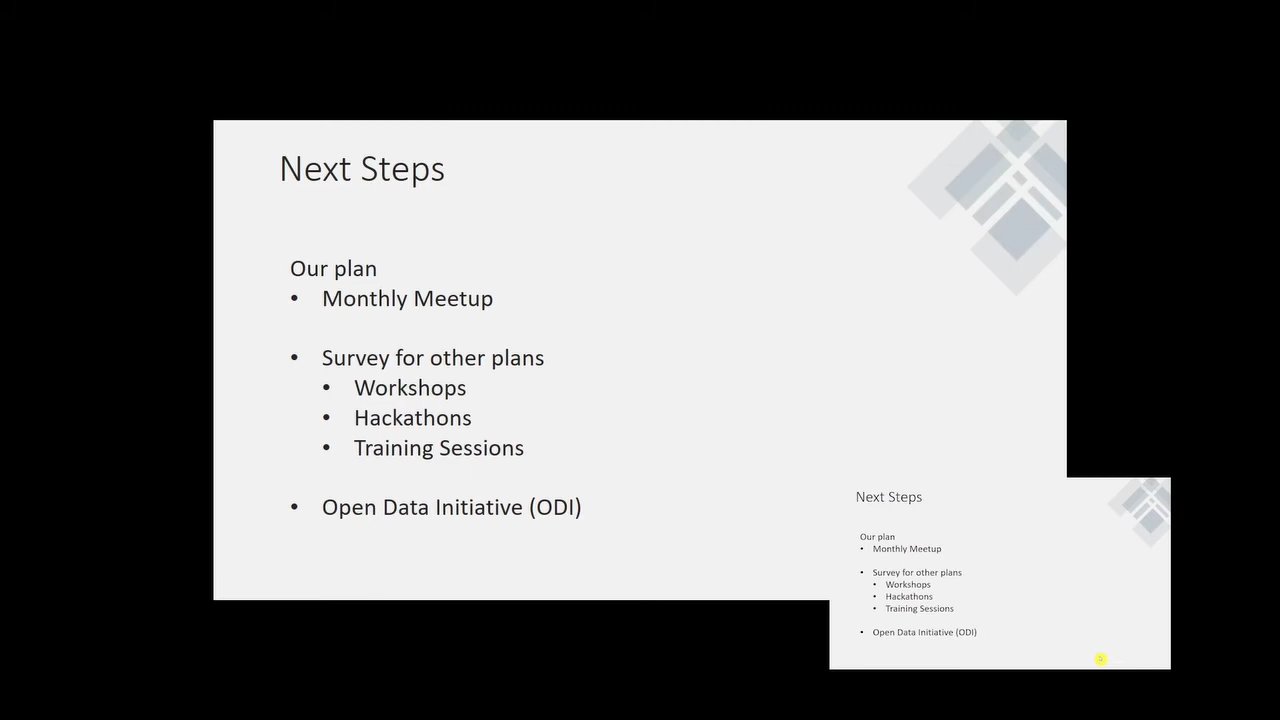 Next Steps
Our plan
• Monthly Meetup
• Survey for other plans
• Workshops
• Hackathons
• Training Sessions
• Open Data Initiative (ODI)
Next Steps
Our plan
• Monthly Meetup
• Survey for other plans
• Workshops
• Hackathons
• Training Sessions
• Open Data Initiative (ODI)